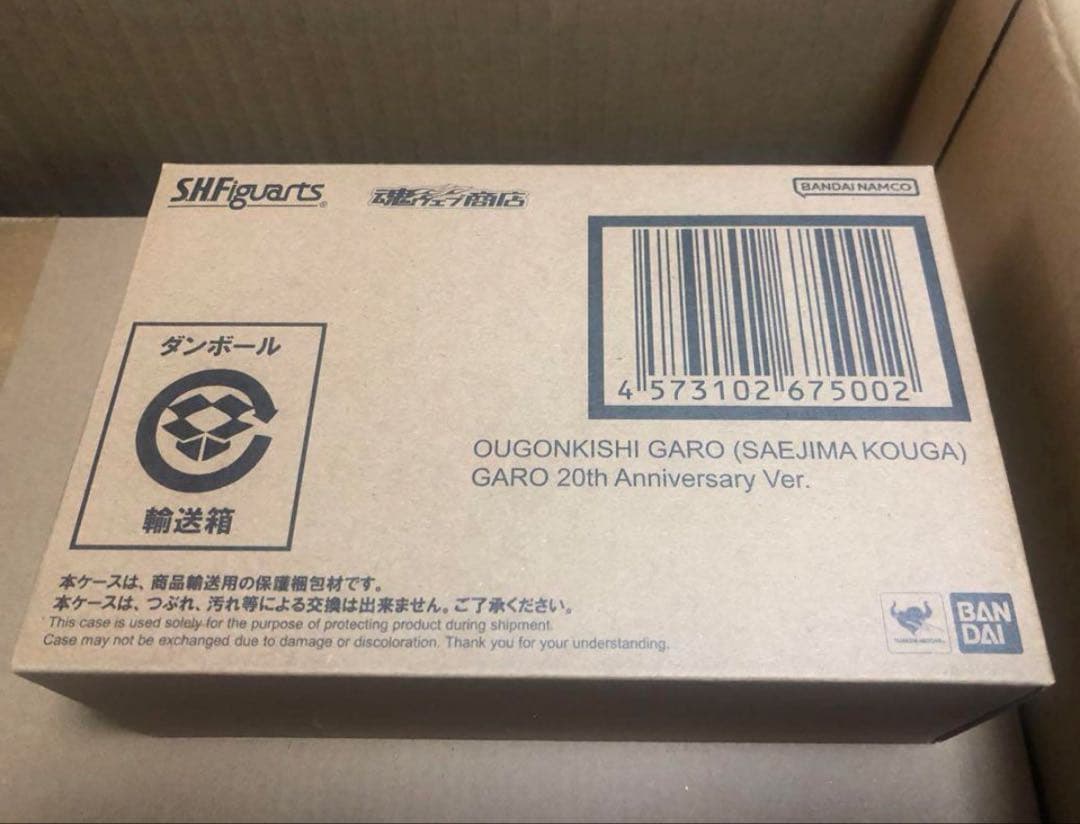 S.H.Figuarts
魂ウェブ商店
BANDAI NAMCO
4 573102 675002
OUGONKISHI GARO (SAEJIMA KOUGA)
GARO 20th Anniversary Ver.
ダンボール
輸送箱
本ケースは、商品輸送用の保護梱包材です。
本ケースは、つぶれ、汚れ等による交換は出来ません。ご了承ください。
This case is used solely for the purpose of protecting product during shipment.
Case may not be exchanged due to damage or discoloration. Thank you for your understanding.
BAN
DAI